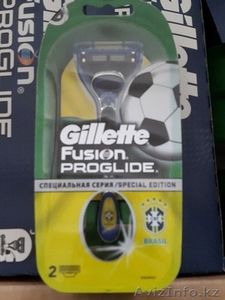 Gillette
FUSION
PROGLIDE
Gillette
FUSION
PROGLIDE.
СПЕЦИАЛЬНАЯ СЕРИЯ/SPECIAL EDITION
BRASIL
2
AvizInfo.kz